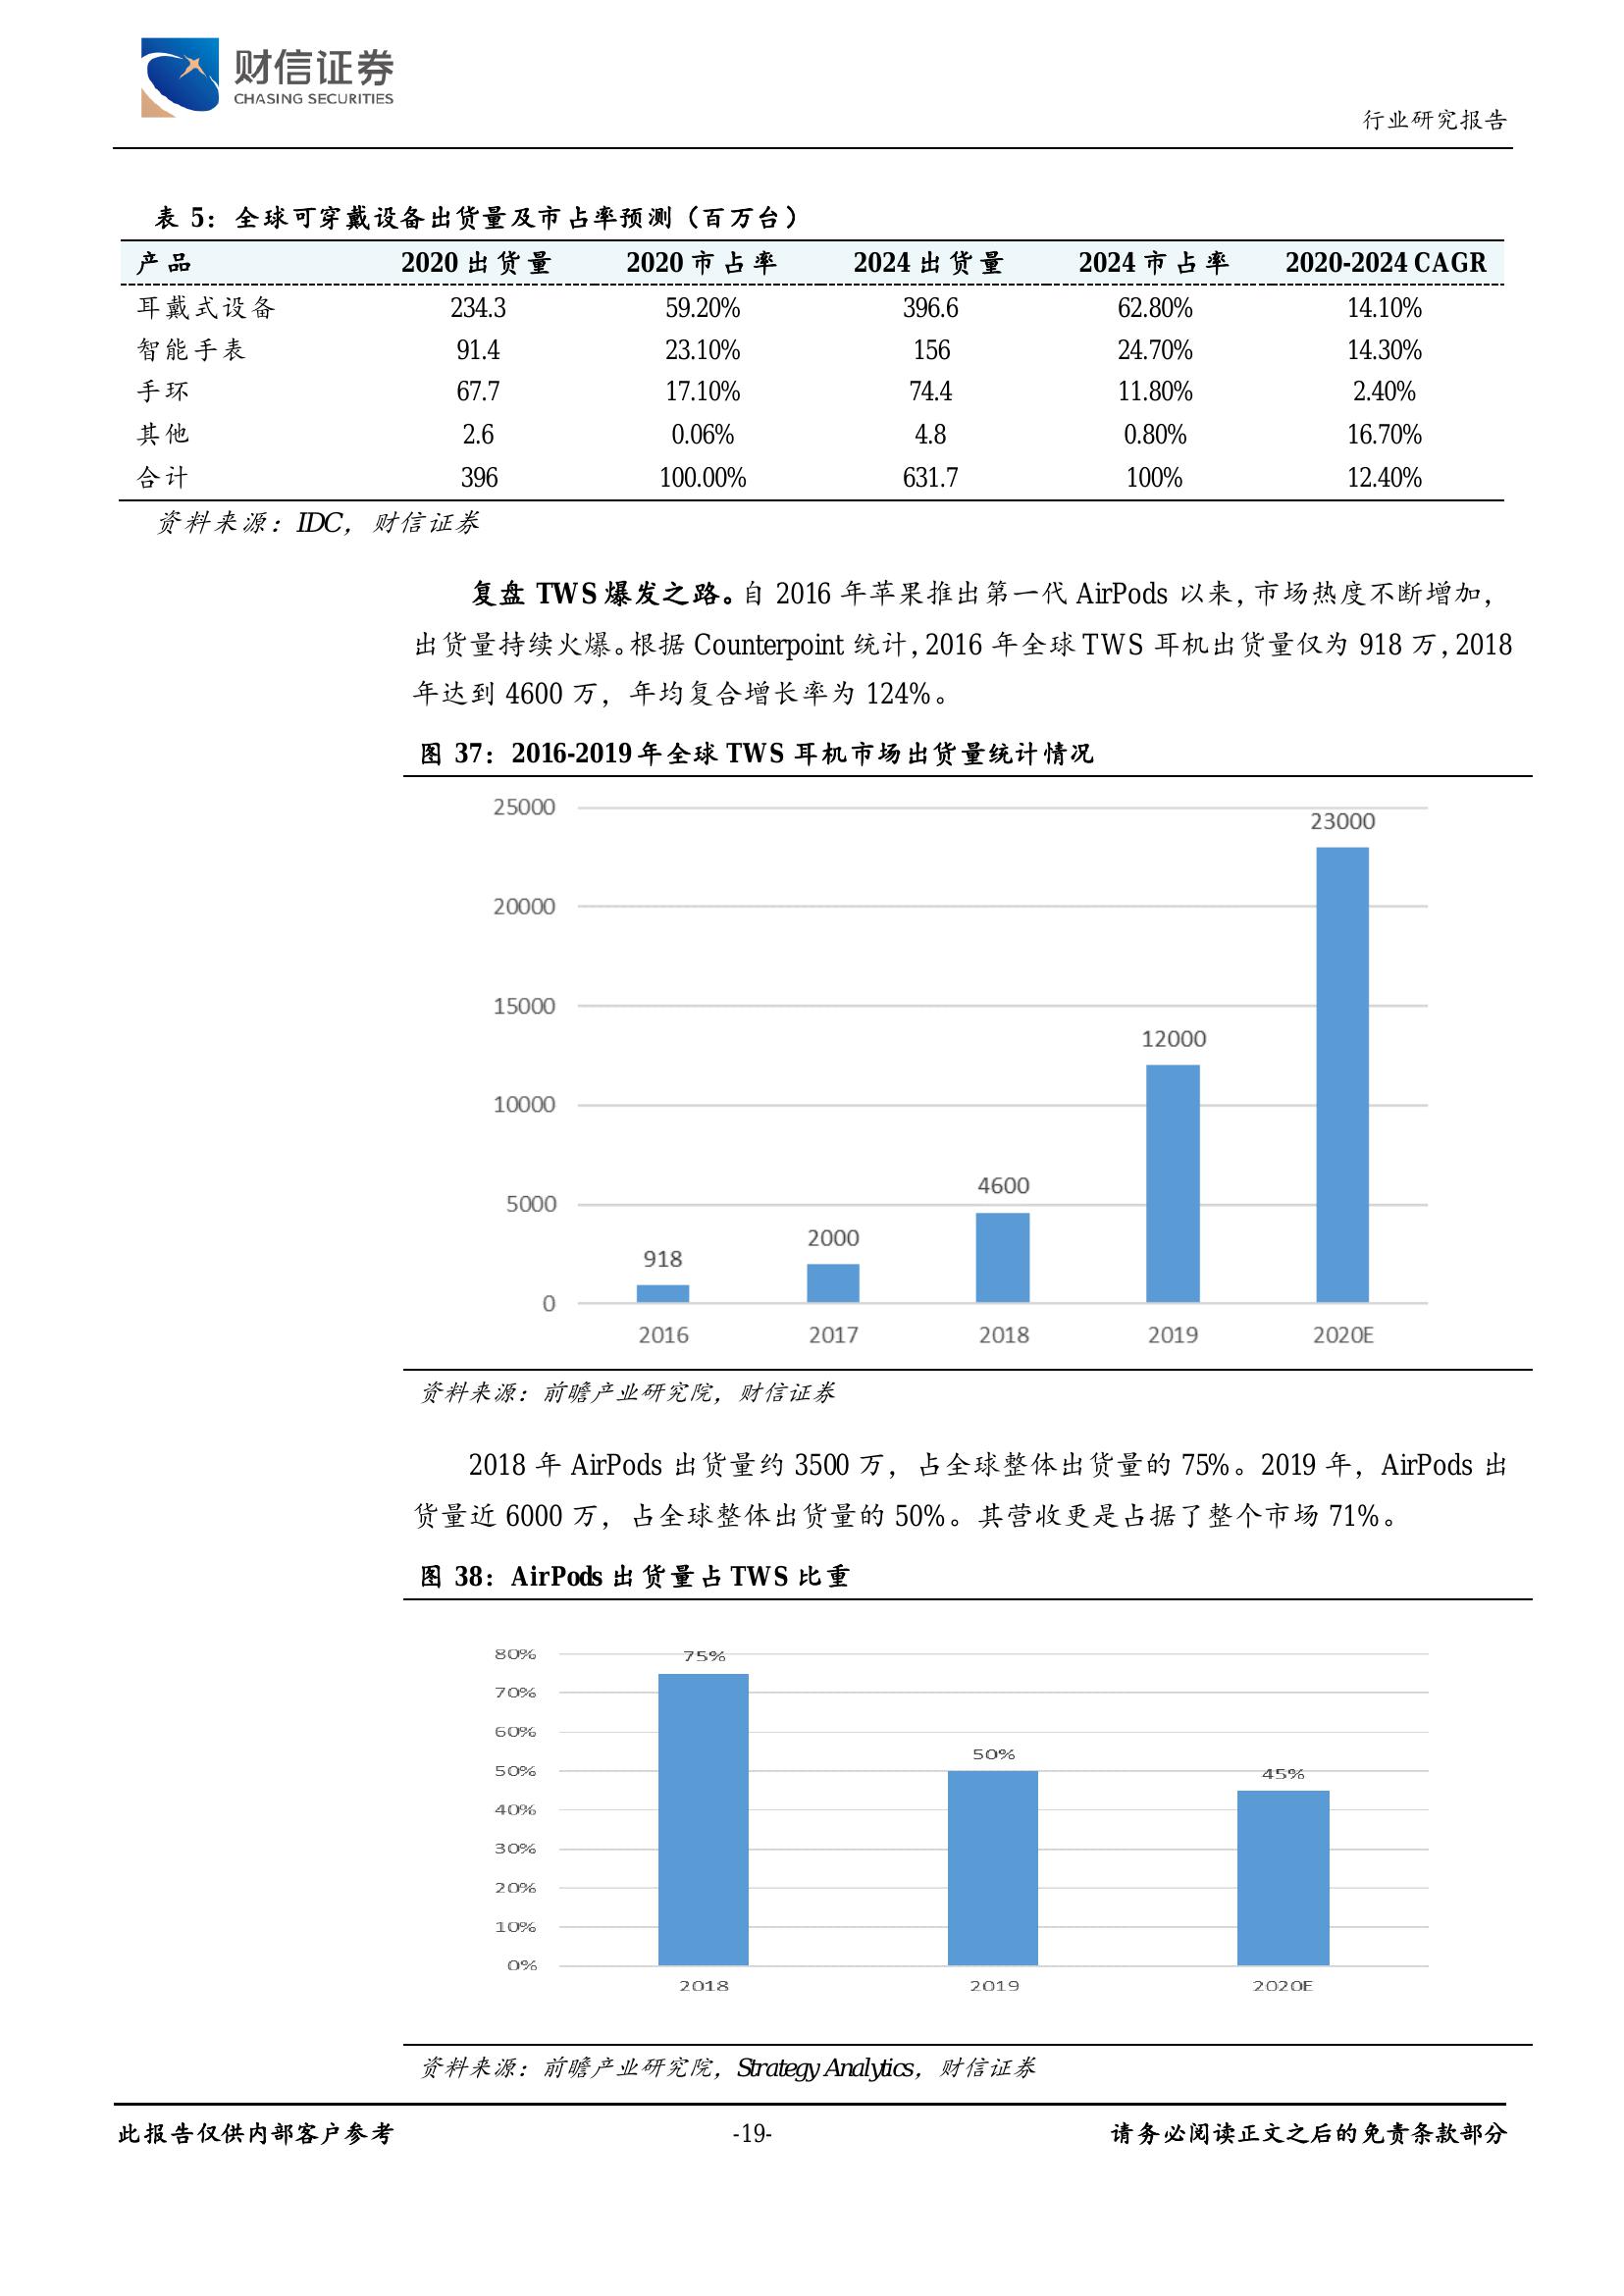 财信证券
CHASING SECURITIES
行业研究报告
表 5：全球可穿戴设备出货量及市占率预测（百万台）
产品 2020 出货量 2020 市占率 2024 出货量 2024 市占率 2020-2024 CAGR
耳戴式设备 234.3 59.20% 396.6 62.80% 14.10%
智能手表 91.4 23.10% 156 24.70% 14.30%
手环 67.7 17.10% 74.4 11.80% 2.40%
其他 2.6 0.06% 4.8 0.80% 16.70%
合计 396 100.00% 631.7 100% 12.40%
资料来源：IDC，财信证券
复盘 TWS 爆发之路。自 2016 年苹果推出第一代 AirPods 以来，市场热度不断增加，
出货量持续火爆。根据 Counterpoint 统计，2016 年全球 TWS 耳机出货量仅为 918 万，2018
年达到 4600 万，年均复合增长率为 124%。
图 37：2016-2019 年全球 TWS 耳机市场出货量统计情况
25000
23000
20000
15000
12000
10000
4600
5000
2000
918
0
2016 2017 2018 2019 2020E
资料来源：前瞻产业研究院，财信证券
2018 年 AirPods 出货量约 3500 万，占全球整体出货量的 75%。2019 年，AirPods 出
货量近 6000 万，占全球整体出货量的 50%。其营收更是占据了整个市场 71%。
图 38：AirPods 出货量占 TWS 比重
80% 75%
70%
60%
50%
50% 45%
40%
30%
20%
10%
0%
2018 2019 2020E
资料来源：前瞻产业研究院，Strategy Analytics，财信证券
此报告仅供内部客户参考 -19- 请务必阅读正文之后的免责条款部分